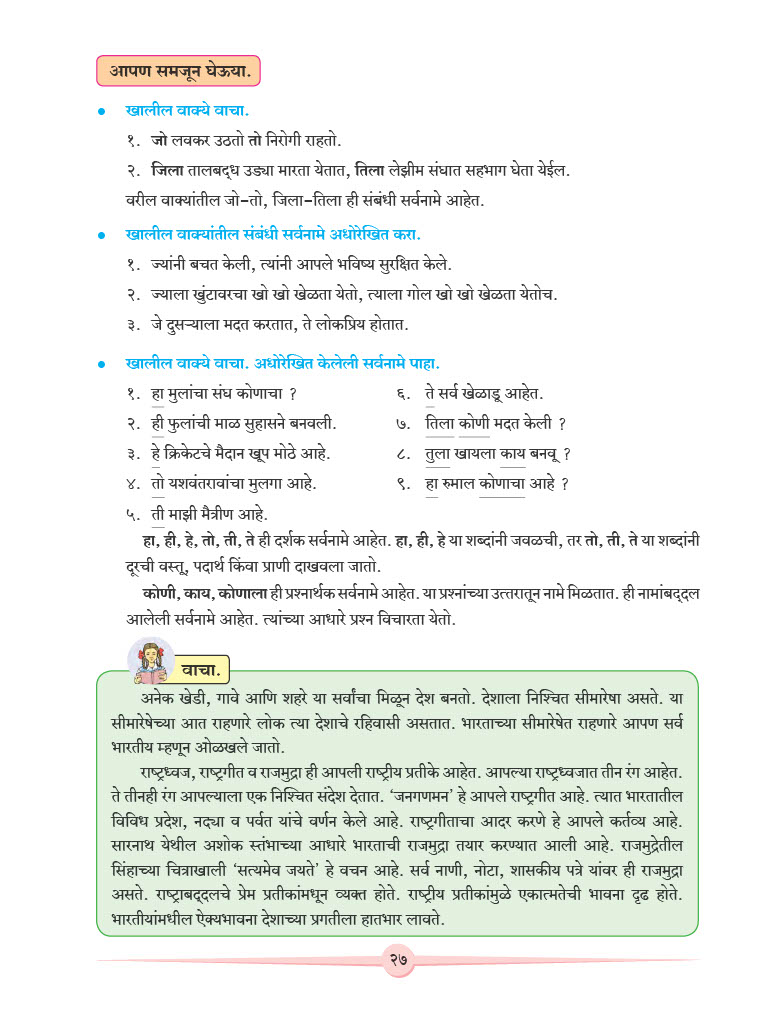 आपण समजून घेऊया.
● खालील वाक्ये वाचा.
१. जो लवकर उठतो तो निरोगी राहतो.
२. जिला तालबद्ध उड्या मारता येतात, तिला लेझीम संघात सहभाग घेता येईल.
वरील वाक्यांतील जो–तो, जिला–तिला ही संबंधी सर्वनामे आहेत.
● खालील वाक्यांतील संबंधी सर्वनामे अधोरेखित करा.
१. ज्यांनी बचत केली, त्यांनी आपले भविष्य सुरक्षित केले.
२. ज्याला खुंटावरचा खो खो खेळता येतो, त्याला गोल खो खो खेळता येतोच.
३. जे दुसऱ्याला मदत करतात, ते लोकप्रिय होतात.
● खालील वाक्ये वाचा. अधोरेखित केलेली सर्वनामे पाहा.
१. हा मुलांचा संघ कोणाचा ?
२. ही फुलांची माळ सुहासने बनवली.
३. हे क्रिकेटचे मैदान खूप मोठे आहे.
४. तो यशवंतरावांचा मुलगा आहे.
५. ती माझी मैत्रीण आहे.
६. ते सर्व खेळाडू आहेत.
७. तिला कोणी मदत केली ?
८. तुला खायला काय बनवू ?
९. हा रुमाल कोणाचा आहे ?
हा, ही, हे, तो, ती, ते ही दर्शक सर्वनामे आहेत. हा, ही, हे या शब्दांनी जवळची, तर तो, ती, ते या शब्दांनी
दूरची वस्तू, पदार्थ किंवा प्राणी दाखवला जातो.
कोणी, काय, कोणाला ही प्रश्नार्थक सर्वनामे आहेत. या प्रश्नांच्या उत्तरातून नामे मिळतात. ही नामांबद्दल
आलेली सर्वनामे आहेत. त्यांच्या आधारे प्रश्न विचारता येतो.
वाचा.
अनेक खेडी, गावे आणि शहरे या सर्वांचा मिळून देश बनतो. देशाला निश्चित सीमारेषा असते. या
सीमारेषेच्या आत राहणारे लोक त्या देशाचे रहिवासी असतात. भारताच्या सीमारेषेत राहणारे आपण सर्व
भारतीय म्हणून ओळखले जातो.
राष्ट्रध्वज, राष्ट्रगीत व राजमुद्रा ही आपली राष्ट्रीय प्रतीके आहेत. आपल्या राष्ट्रध्वजात तीन रंग आहेत.
ते तीनही रंग आपल्याला एक निश्चित संदेश देतात. ‘जनगणमन’ हे आपले राष्ट्रगीत आहे. त्यात भारतातील
विविध प्रदेश, नद्या व पर्वत यांचे वर्णन केले आहे. राष्ट्रगीताचा आदर करणे हे आपले कर्तव्य आहे.
सारनाथ येथील अशोक स्तंभाच्या आधारे भारताची राजमुद्रा तयार करण्यात आली आहे. राजमुद्रेतील
सिंहाच्या चित्राखाली ‘सत्यमेव जयते’ हे वचन आहे. सर्व नाणी, नोटा, शासकीय पत्रे यांवर ही राजमुद्रा
असते. राष्ट्राबद्दलचे प्रेम प्रतीकांमधून व्यक्त होते. राष्ट्रीय प्रतीकांमुळे एकात्मतेची भावना दृढ होते.
भारतीयांमधील ऐक्यभावना देशाच्या प्रगतीला हातभार लावते.
२७